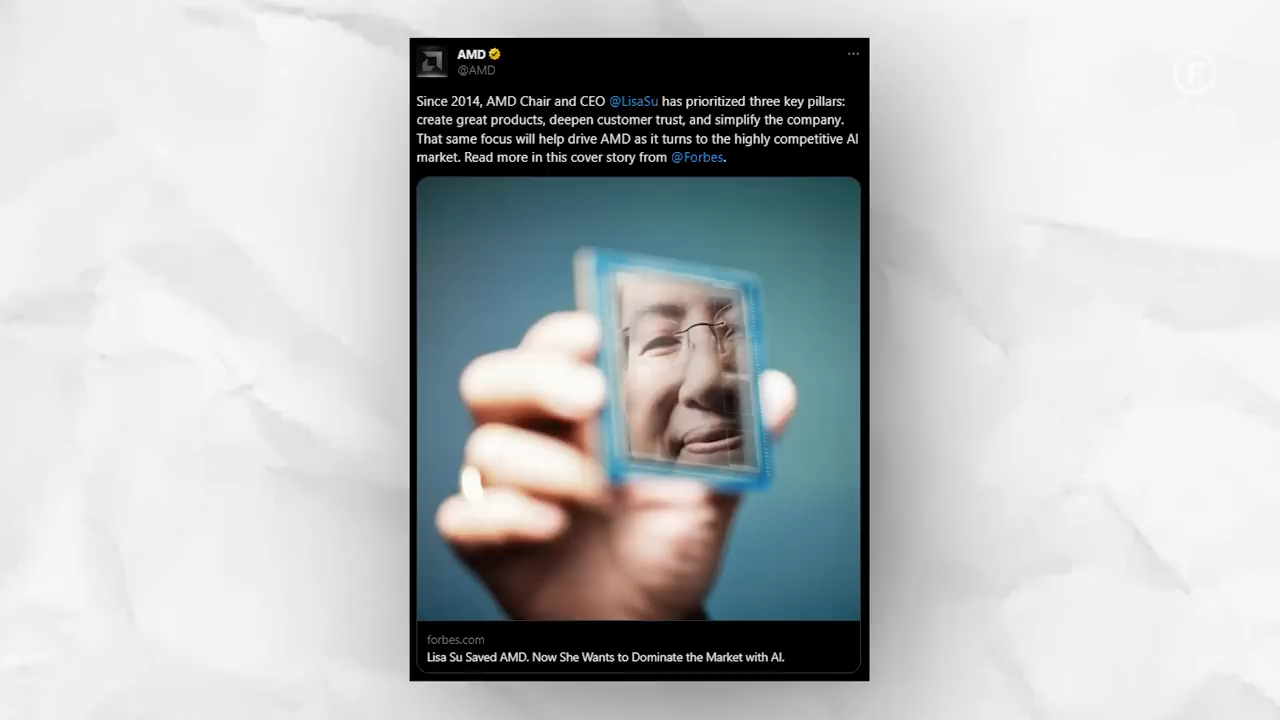 AMD
@AMD
Since 2014, AMD Chair and CEO @LisaSu has prioritized three key pillars:
create great products, deepen customer trust, and simplify the company.
That same focus will help drive AMD as it turns to the highly competitive AI
market. Read more in this cover story from @Forbes.
forbes.com
Lisa Su Saved AMD. Now She Wants to Dominate the Market with AI.